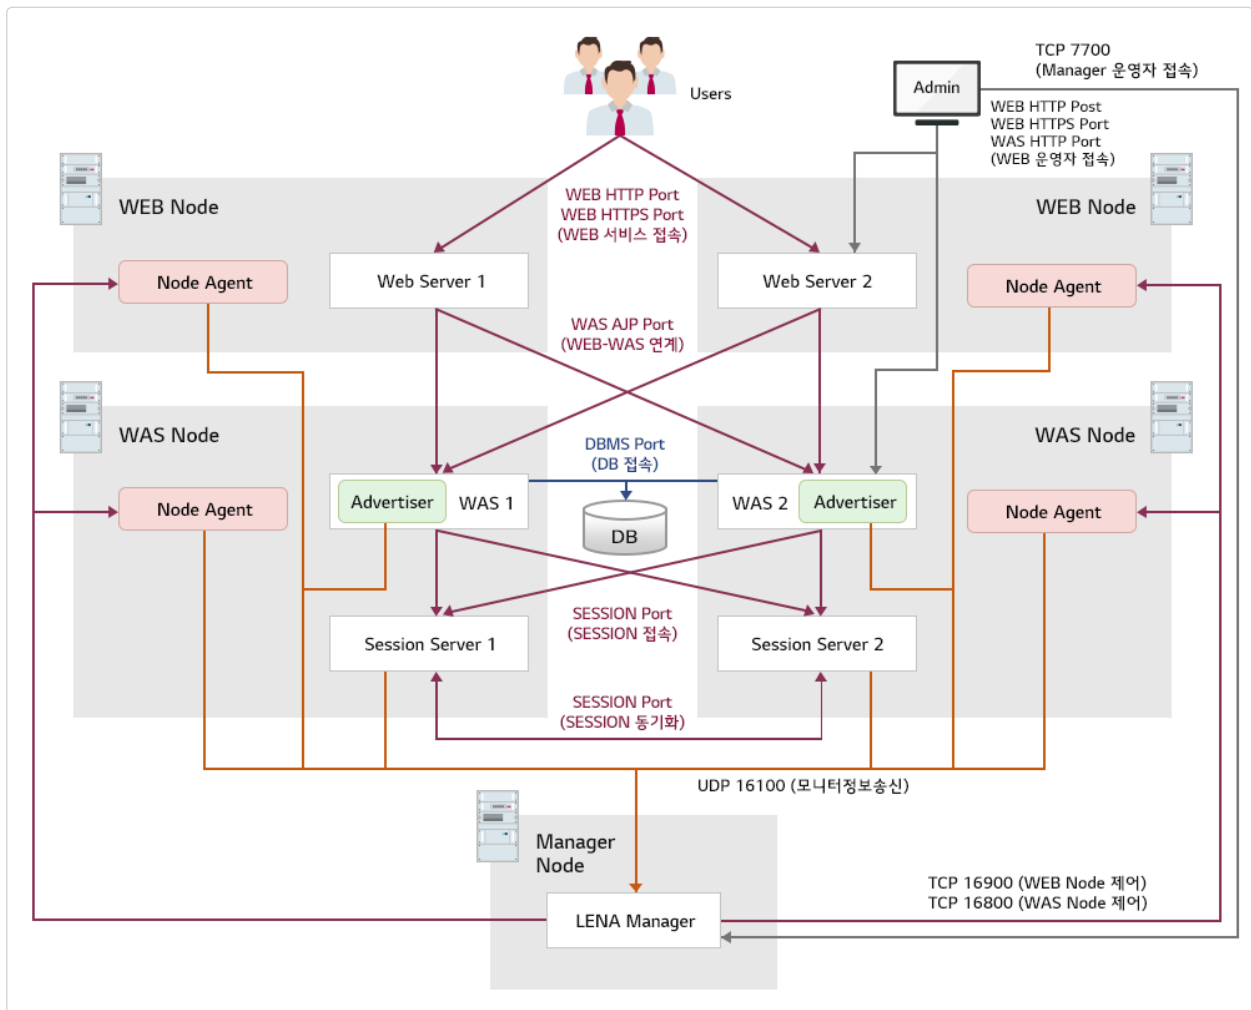 TCP 7700
(Manager 운영자 접속)
Admin
Users
WEB HTTP Post
WEB HTTPS Port
WAS HTTP Port
(WEB 운영자 접속)
WEB Node
WEB HTTP Port
WEB HTTPS Port
(WEB 서비스 접속)
WEB Node
Node Agent
Web Server 1
Web Server 2
Node Agent
WAS AJP Port
(WEB-WAS 연계)
WAS Node
WAS Node
DBMS Port
(DB 접속)
Node Agent
Advertiser
WAS 1
DB
WAS 2
Advertiser
Node Agent
SESSION Port
(SESSION 접속)
Session Server 1
Session Server 2
SESSION Port
(SESSION 동기화)
UDP 16100 (모니터정보송신)
Manager
Node
TCP 16900 (WEB Node 제어)
TCP 16800 (WAS Node 제어)
LENA Manager